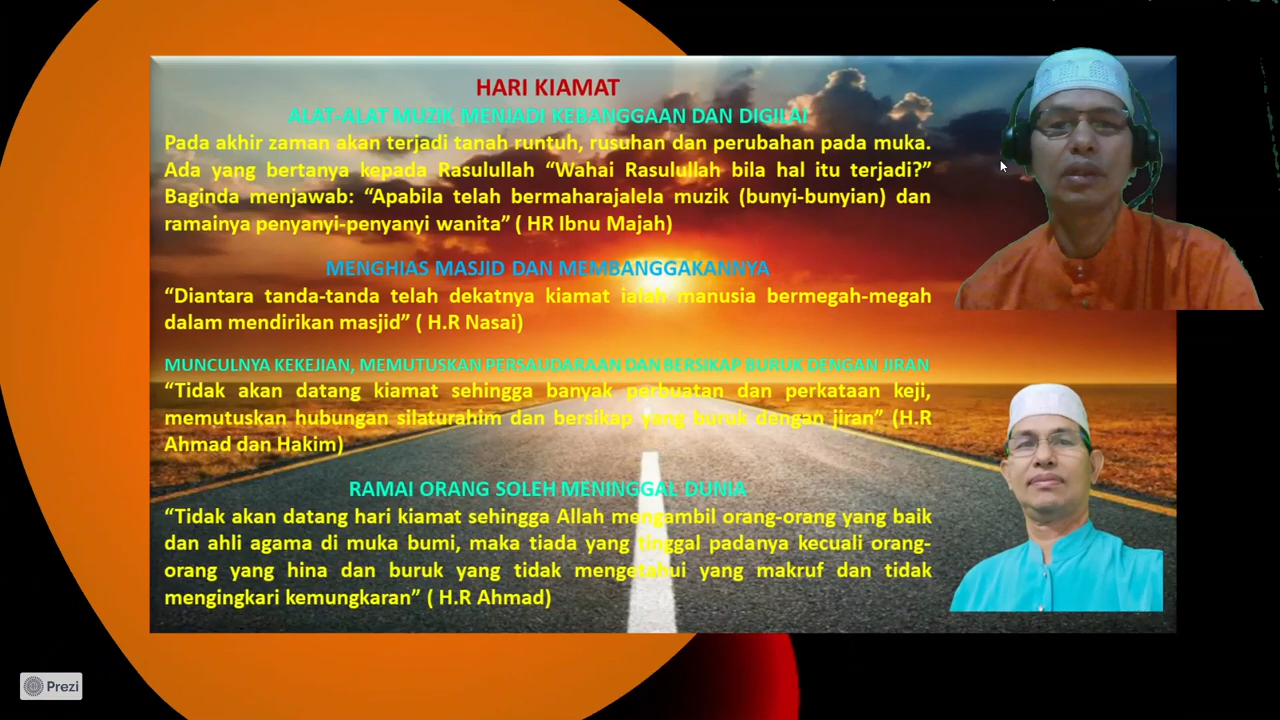 HARI KIAMAT
ALAT-ALAT MUZIK MENJADI KEBANGGAAN DAN DIGILAI
Pada akhir zaman akan terjadi tanah runtuh, rusuhan dan perubahan pada muka.
Ada yang bertanya kepada Rasulullah “Wahai Rasulullah bila hal itu terjadi?”
Baginda menjawab: “Apabila telah bermaharajalela muzik (bunyi-bunyian) dan
ramainya penyanyi-penyanyi wanita” ( HR Ibnu Majah)
MENGHIAS MASJID DAN MEMBANGGAKANNYA
“Diantara tanda-tanda telah dekatnya kiamat ialah manusia bermegah-megah
dalam mendirikan masjid” ( H.R Nasai)
MUNCULNYA KEKEJIAN, MEMUTUSKAN PERSAUDARAAN DAN BERSIKAP BURUK DENGAN JIRAN
“Tidak akan datang kiamat sehingga banyak perbuatan dan perkataan keji,
memutuskan hubungan silaturahim dan bersikap yang buruk dengan jiran” (H.R
Ahmad dan Hakim)
RAMAI ORANG SOLEH MENINGGAL DUNIA
“Tidak akan datang hari kiamat sehingga Allah mengambil orang-orang yang baik
dan ahli agama di muka bumi, maka tiada yang tinggal padanya kecuali orang-
orang yang hina dan buruk yang tidak mengetahui yang makruf dan tidak
mengingkari kemungkaran” ( H.R Ahmad)
Prezi